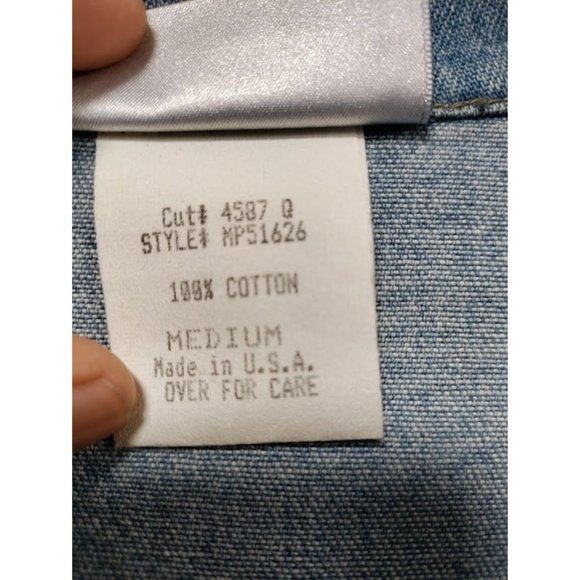 Cut# 4587 Q
STYLE# MP51626
100% COTTON
MEDIUM
Made in U.S.A.
OVER FOR CARE